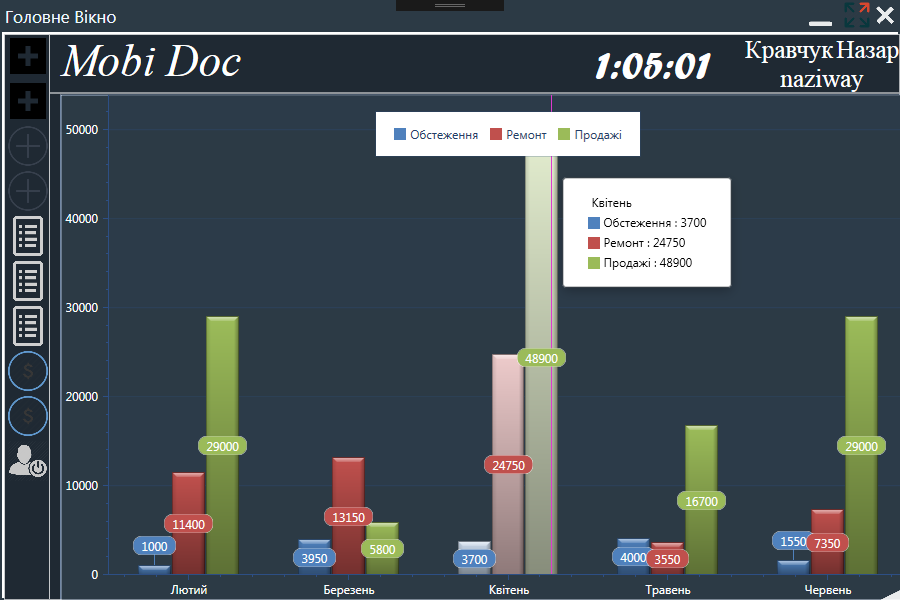 Головне Вікно
Mobi Doc
1:05:01
Кравчук Назар
naziway
Обстеження Ремонт Продажі
50000
40000
30000
20000
10000
0
Квітень
Обстеження : 3700
Ремонт : 24750
Продажі : 48900
1000
11400
29000
3950
13150
5800
3700
24750
48900
4000
3550
16700
1550
7350
29000
Лютий Березень Квітень Травень Червень